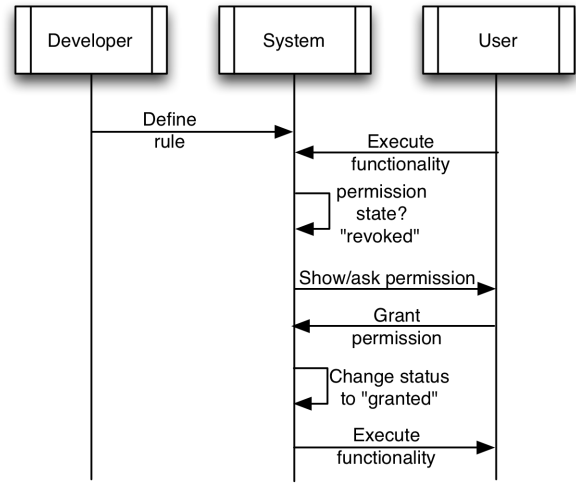 Developer
System
User
Define
rule
Execute
functionality
permission
state?
"revoked"
Show/ask permission
Grant
permission
Change status
to "granted"
Execute
functionality